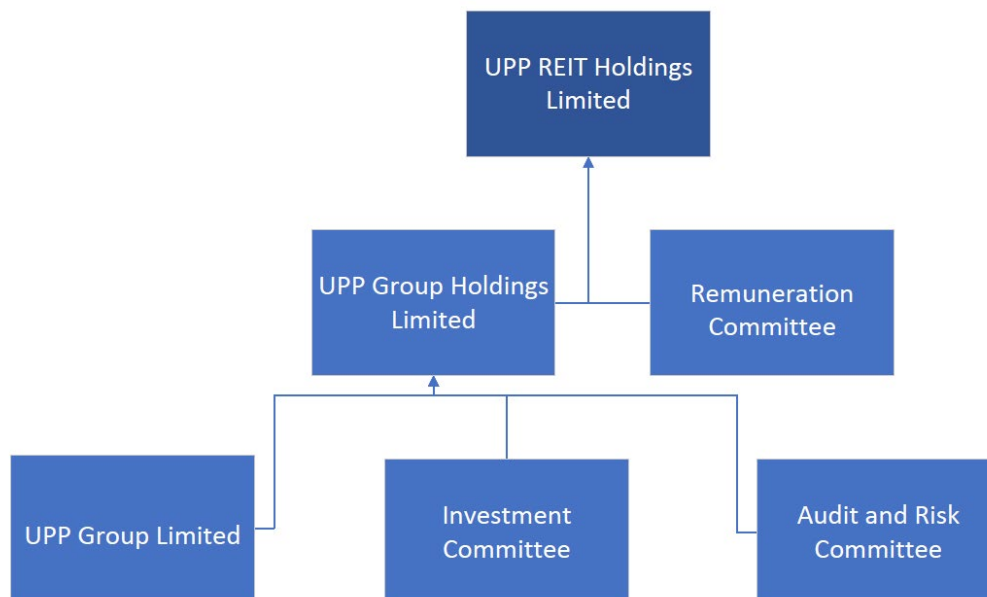 UPP REIT Holdings
Limited
UPP Group Holdings
Limited
Remuneration
Committee
UPP Group Limited
Investment
Committee
Audit and Risk
Committee